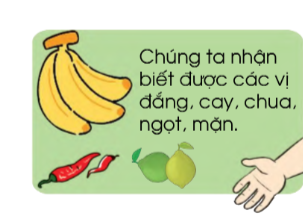 Chúng ta nhận
biết được các vị
đắng, cay, chua,
ngọt, mặn.